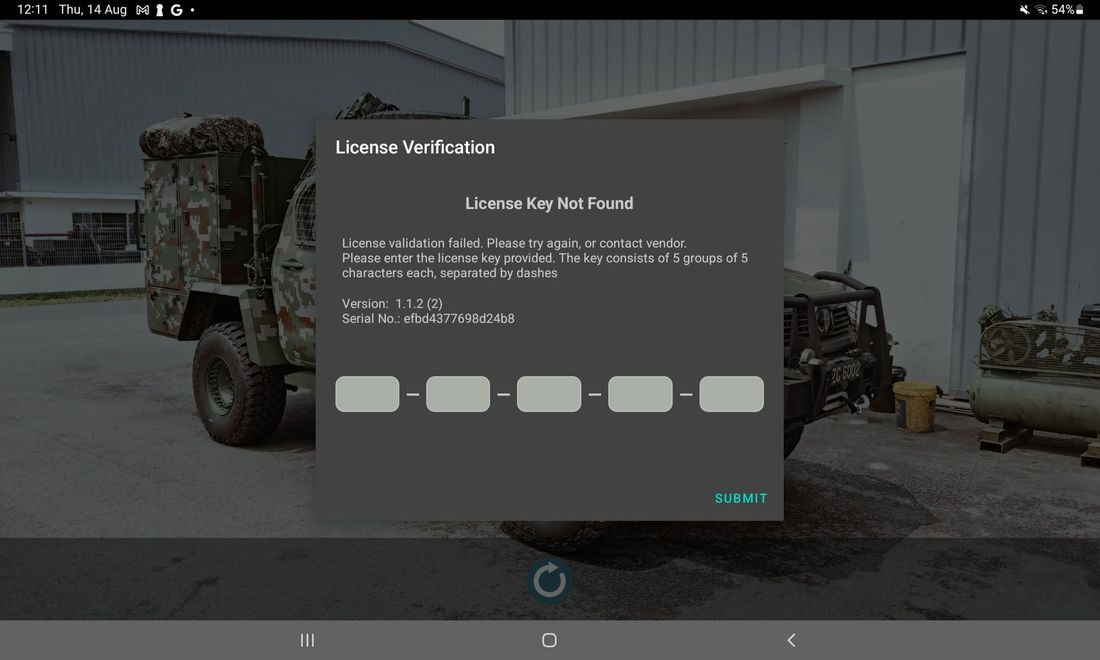 12:11 Thu, 14 Aug
54%
License Verification
License Key Not Found
License validation failed. Please try again, or contact vendor.
Please enter the license key provided. The key consists of 5 groups of 5
characters each, separated by dashes
Version: 1.1.2 (2)
Serial No.: efbd4377698d24b8
ZC 6002
SUBMIT